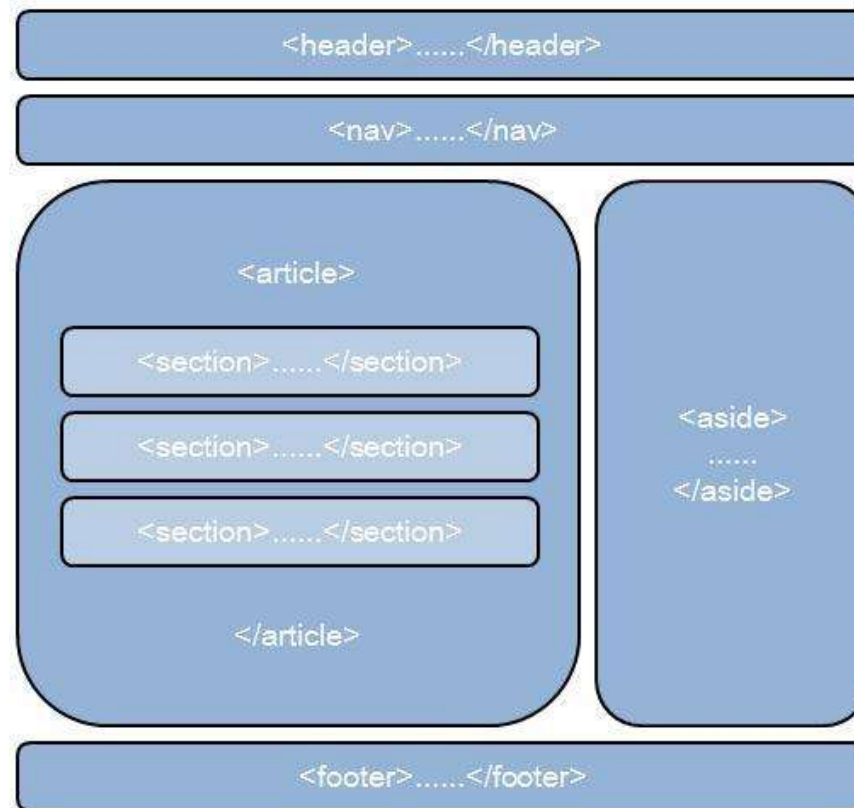 <header>......</header>
<nav>......</nav>
<article>
<section>......</section>
<section>......</section>
<section>......</section>
</article>
<aside>
......
</aside>
<footer>......</footer>